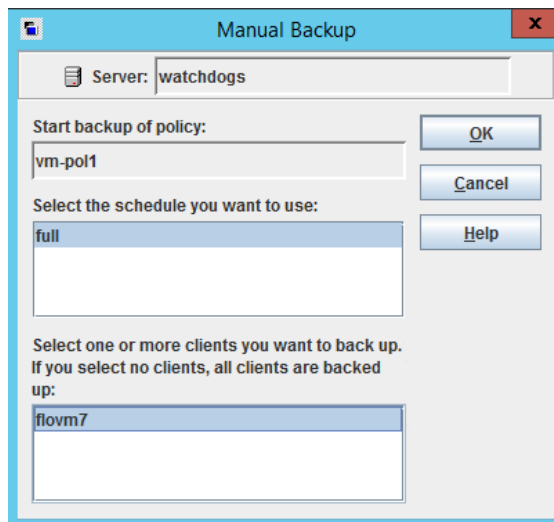 Manual Backup
x
Server: watchdogs
Start backup of policy:
OK
vm-pol1
Cancel
Select the schedule you want to use:
full
Help
Select one or more clients you want to back up.
If you select no clients, all clients are backed
up:
flovm7